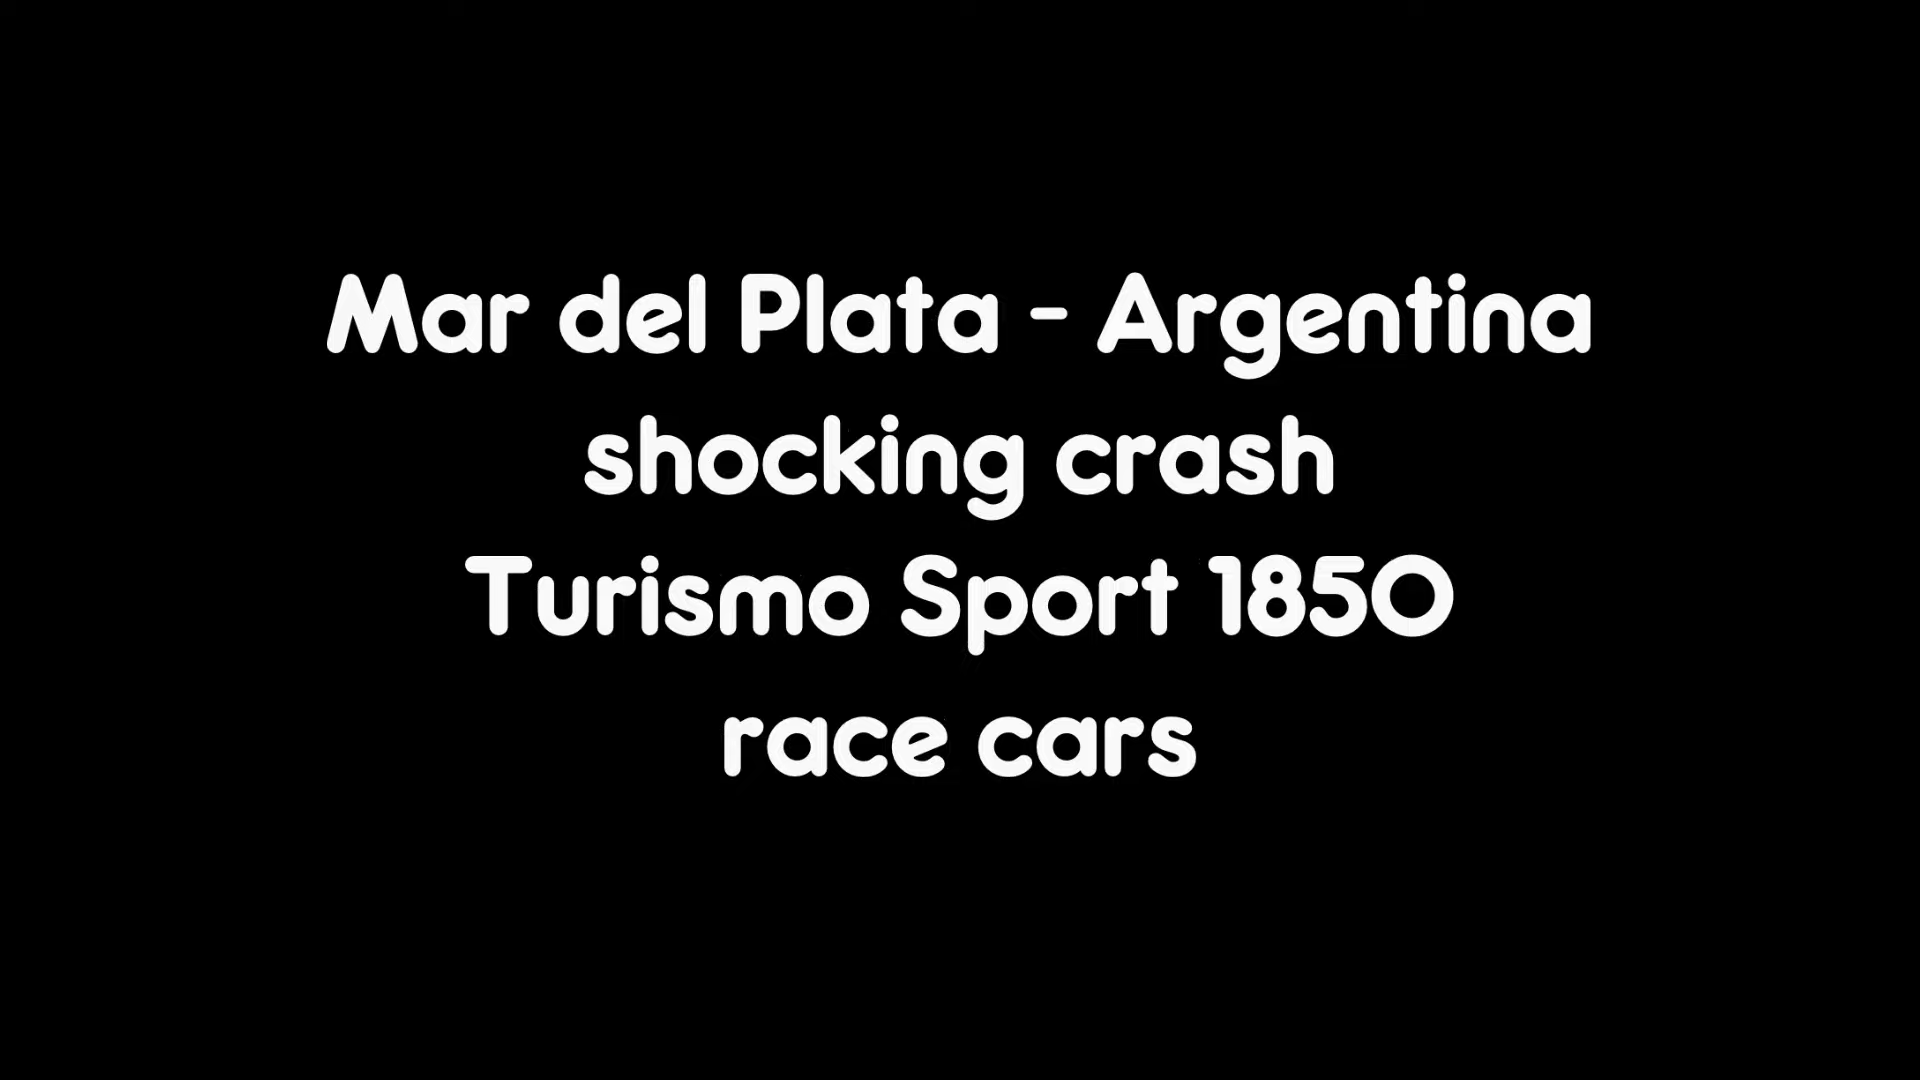 Mar del Plata - Argentina
shocking crash
Turismo Sport 1850
race cars